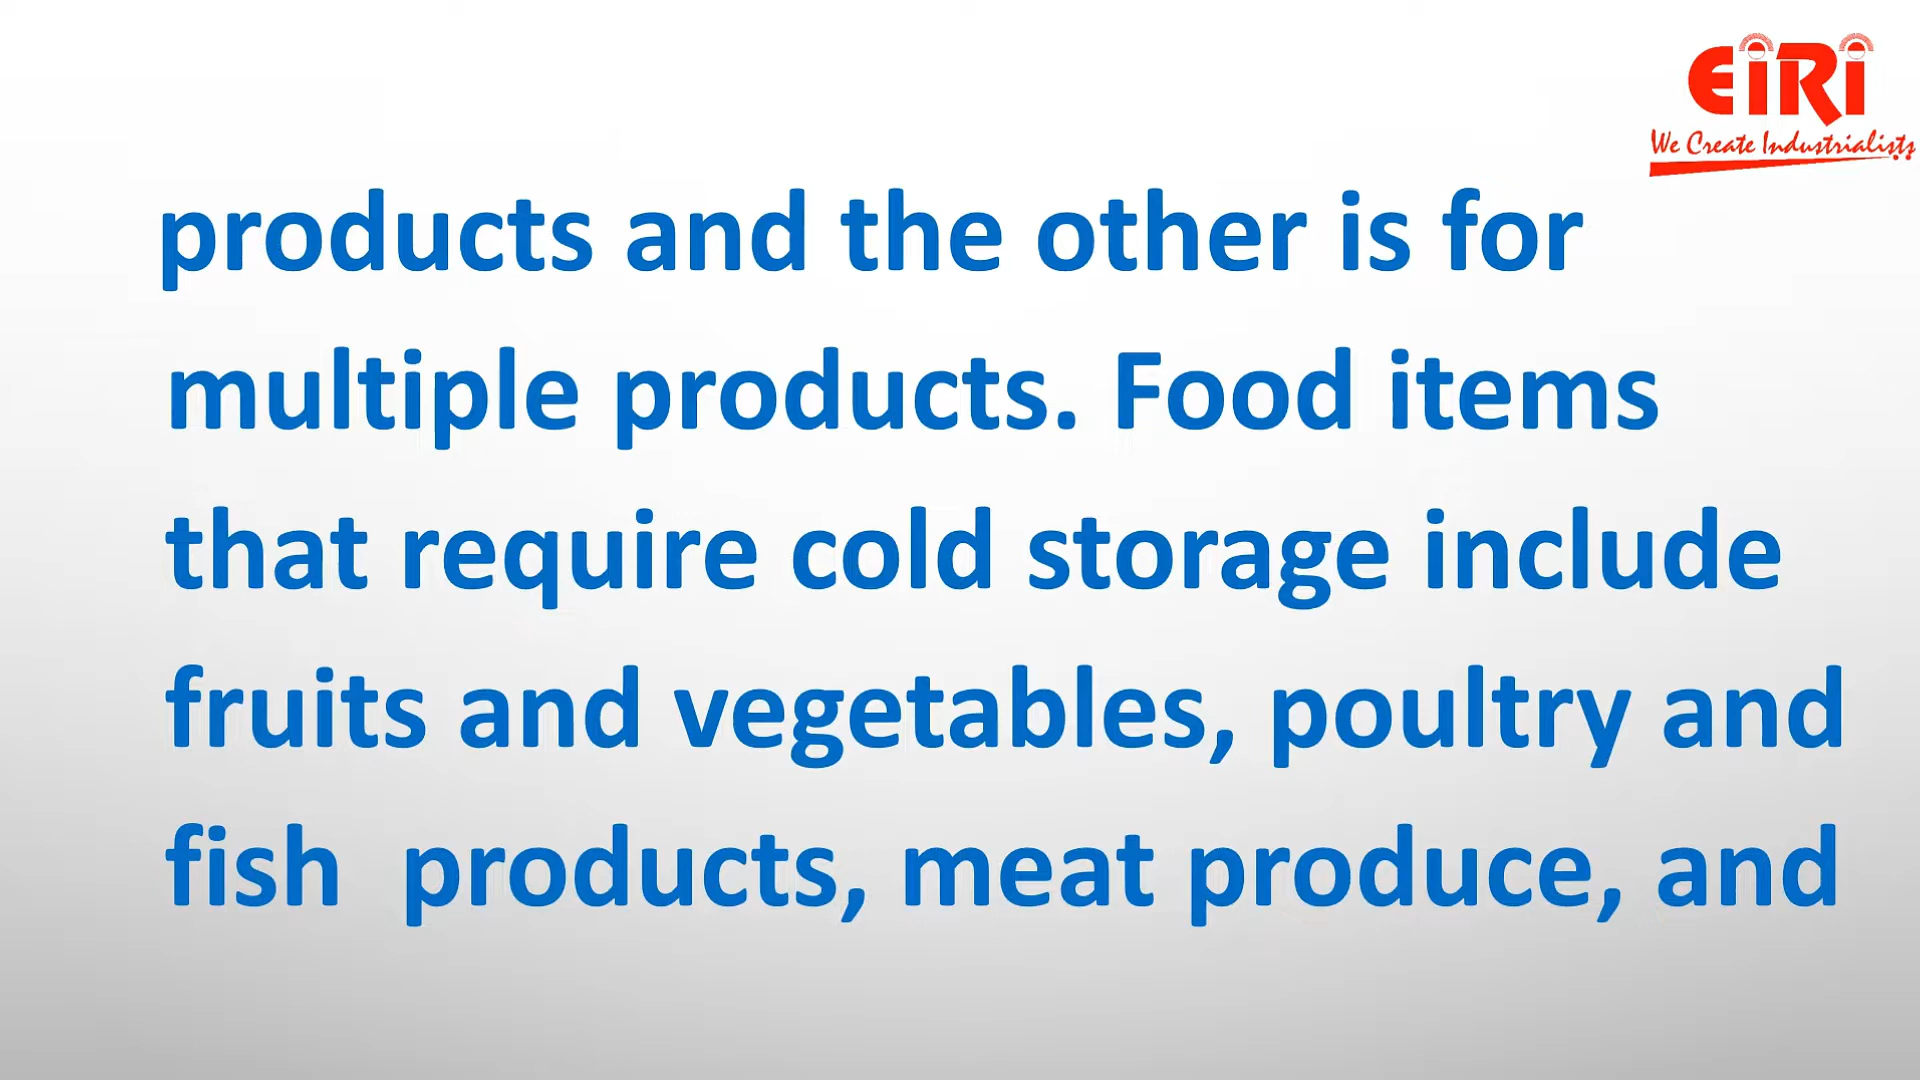 EiRi
We Create Industrialists
products and the other is for
multiple products. Food items
that require cold storage include
fruits and vegetables, poultry and
fish  products, meat produce, and